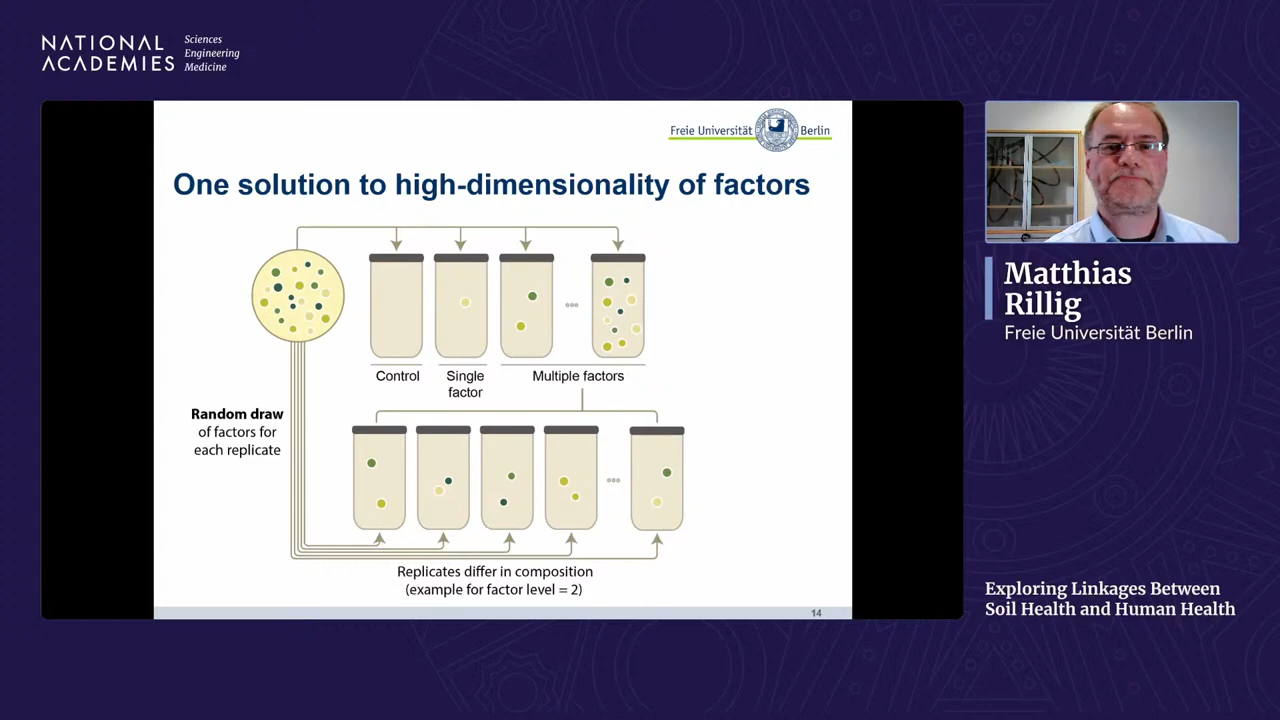 NATIONAL
ACADEMIES
Sciences
Engineering
Medicine
Freie Universität Berlin
One solution to high-dimensionality of factors
Control
Single
factor
Multiple factors
Random draw
of factors for
each replicate
Replicates differ in composition
(example for factor level = 2)
14
Matthias
Rillig
Freie Universität Berlin
Exploring Linkages Between
Soil Health and Human Health